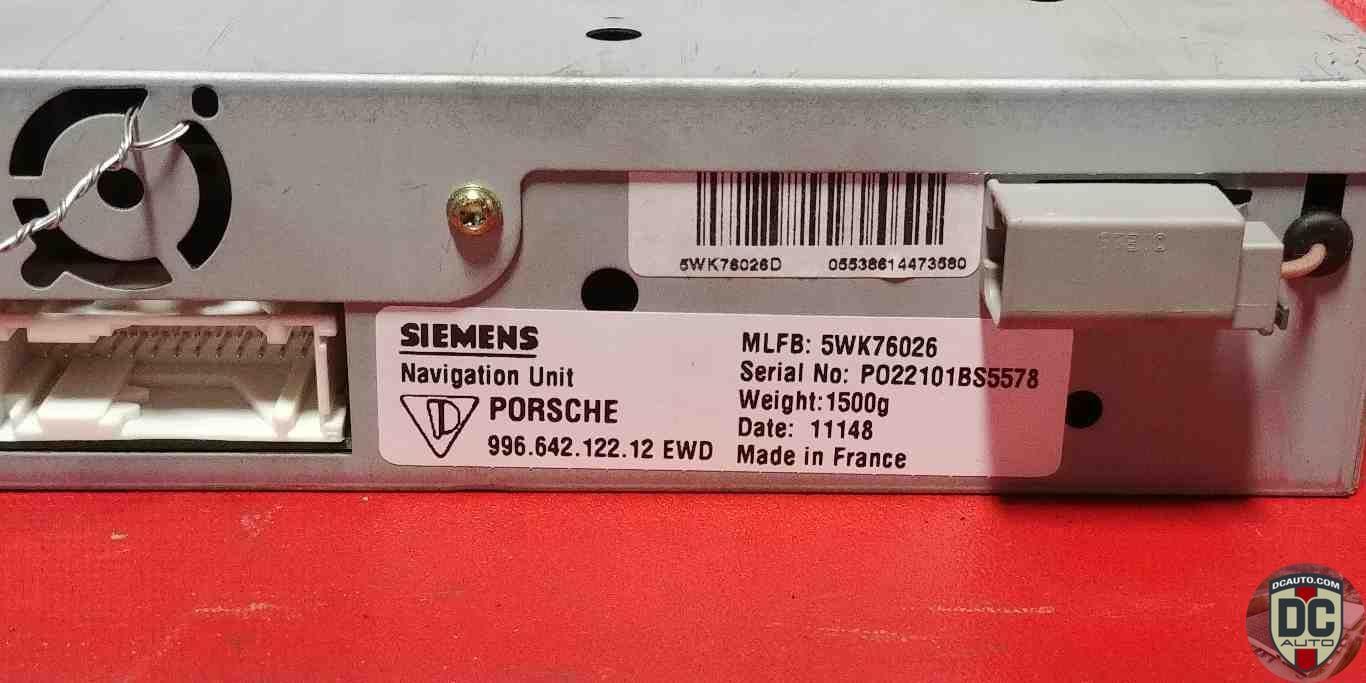 5WK76026D 05538614473580
SIEMENS
Navigation Unit
PORSCHE
996.642.122.12 EWD
MLFB: 5WK76026
Serial No: PO22101BS5578
Weight:1500g
Date: 11148
Made in France
DCAUTO.COM
DC
AUTO